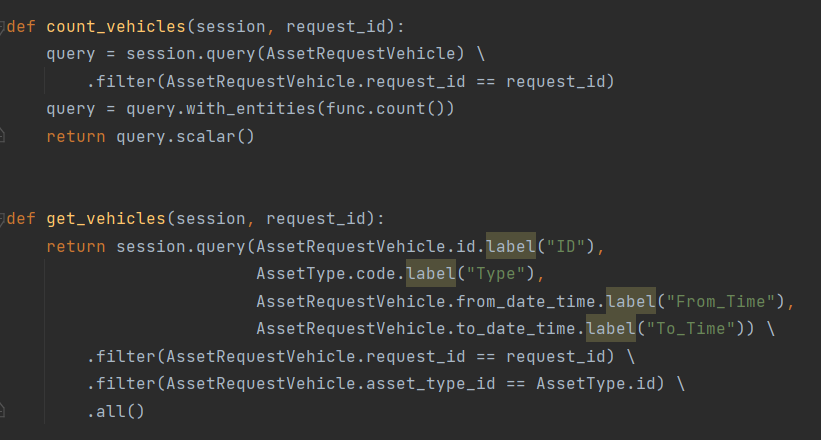 def count_vehicles(session, request_id):
    query = session.query(AssetRequestVehicle) \
        .filter(AssetRequestVehicle.request_id == request_id)
    query = query.with_entities(func.count())
    return query.scalar()
def get_vehicles(session, request_id):
    return session.query(AssetRequestVehicle.id.label("ID"),
                         AssetType.code.label("Type"),
                         AssetRequestVehicle.from_date_time.label("From_Time"),
                         AssetRequestVehicle.to_date_time.label("To_Time")) \
        .filter(AssetRequestVehicle.request_id == request_id) \
        .filter(AssetRequestVehicle.asset_type_id == AssetType.id) \
        .all()